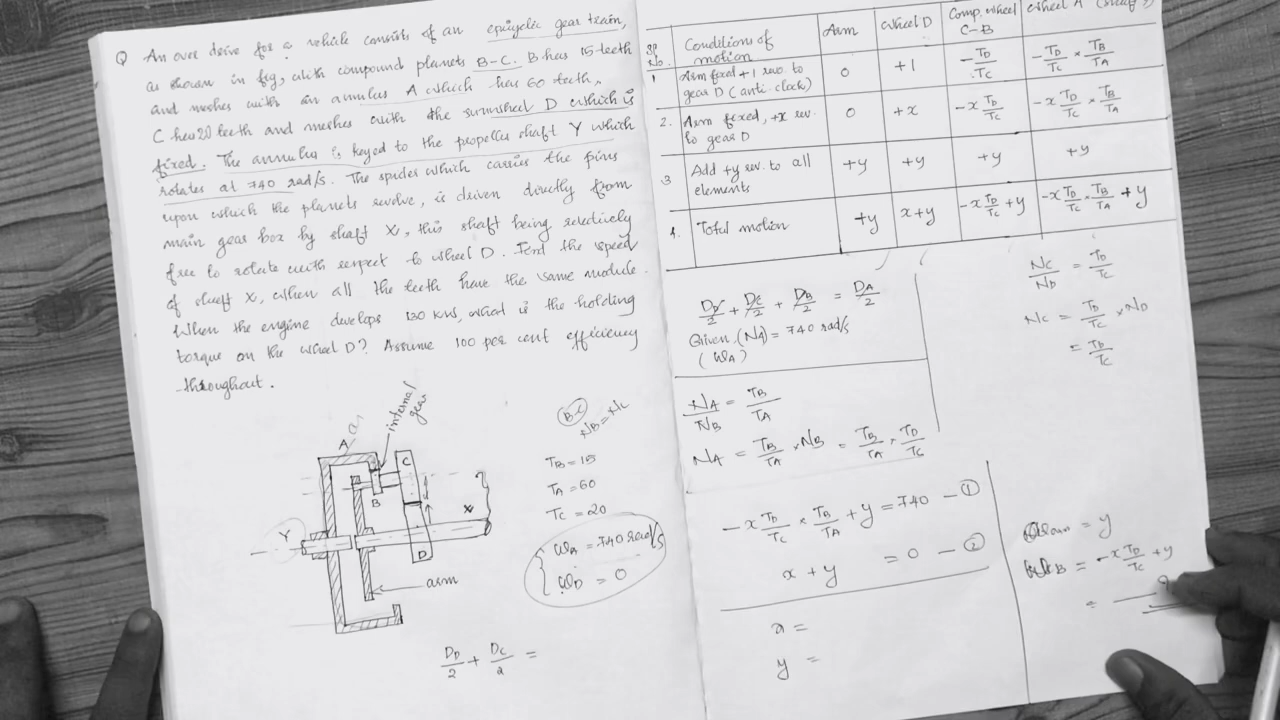 Q An over drive for a vehicle consists of an epicyclic gear train,
as shown in fig, with compound planets B-C. B has 15 teeth
and meshes with an annulus A which has 60 teeth.
C has 20 teeth and meshes with the sunwheel D which is
fixed. The annulus is keyed to the propeller shaft Y which
rotates at 740 rad/s. The spider which carries the pins
upon which the planets revolve, is driven directly from
main gear box by shaft X, this shaft being
free to rotate with respect to wheel D. Find the speed
of shaft X, when all the teeth have the same module.
When the engine develops 130 kW, what is the holding
torque on the wheel D? Assume 100 per cent efficiency
throughout.
A
internal
gear
C
B
Y
X
D
arm
B-C
NB = NC
TB = 15
TA = 60
TC = 20
ωA = 740 rad/s
ωD = 0
DD/2 + DC/2 =
Sl. No. Conditions of motion Arm Wheel D Comp. wheel C-B Wheel A
1 Arm fixed +1 rev. to gear D (anti clock) 0 +1 -TD/TC -TD/TC × TB/TA
2. Arm fixed, +x rev. to gear D 0 +x -x TD/TC -x TD/TC × TB/TA
3 Add +y rev. to all elements +y +y +y +y
4. Total motion +y x+y -x TD/TC + y -x TD/TC × TB/TA + y
DD/2 + DC/2 + DB/2 = DA/2
Given, (NA) = 740 rad/s
(ωA)
NC/ND = TD/TC
NC = TD/TC × ND
= TD/TC
NA/NB = TB/TA
NA = TB/TA × NB = TB/TA × TD/TC
-x TD/TC × TB/TA + y = 740 - ①
x + y = 0 - ②
x =
y =
= y
B = -x TD/TC + y
=